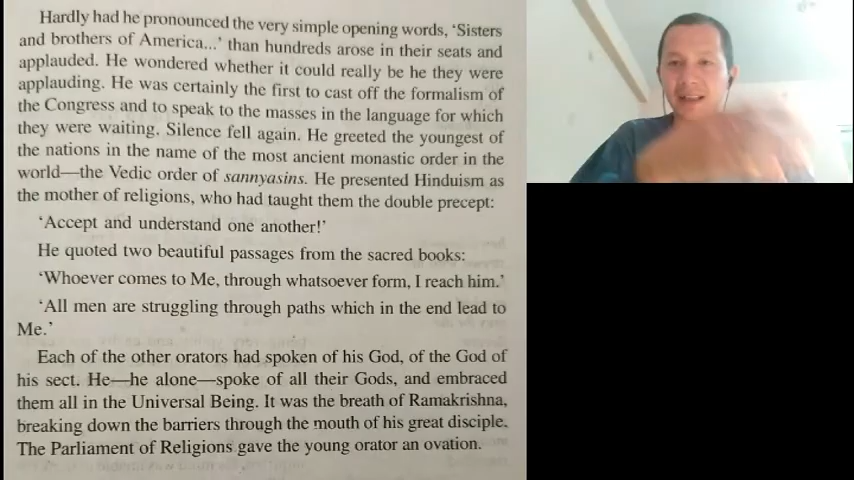 Hardly had he pronounced the very simple opening words, ‘Sisters
and brothers of America...’ than hundreds arose in their seats and
applauded. He wondered whether it could really be he they were
applauding. He was certainly the first to cast off the formalism of
the Congress and to speak to the masses in the language for which
they were waiting. Silence fell again. He greeted the youngest of
the nations in the name of the most ancient monastic order in the
world—the Vedic order of sannyasins. He presented Hinduism as
the mother of religions, who had taught them the double precept:
‘Accept and understand one another!’
He quoted two beautiful passages from the sacred books:
‘Whoever comes to Me, through whatsoever form, I reach him.’
‘All men are struggling through paths which in the end lead to
Me.’
Each of the other orators had spoken of his God, of the God of
his sect. He—he alone—spoke of all their Gods, and embraced
them all in the Universal Being. It was the breath of Ramakrishna,
breaking down the barriers through the mouth of his great disciple.
The Parliament of Religions gave the young orator an ovation.